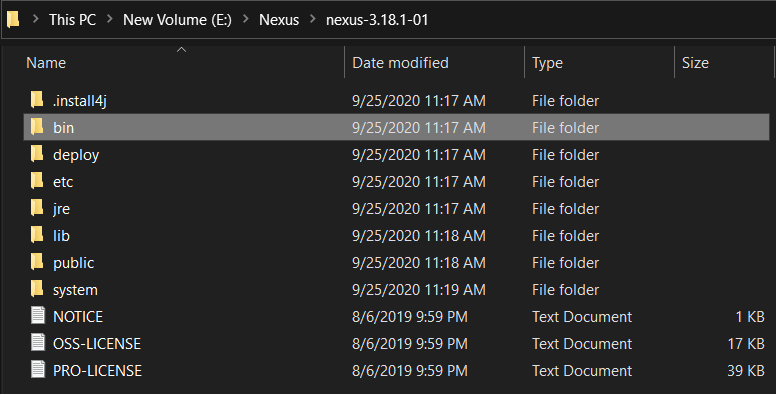 This PC > New Volume (E:) > Nexus > nexus-3.18.1-01
Name Date modified Type Size
.install4j 9/25/2020 11:17 AM File folder
bin 9/25/2020 11:17 AM File folder
deploy 9/25/2020 11:17 AM File folder
etc 9/25/2020 11:17 AM File folder
jre 9/25/2020 11:17 AM File folder
lib 9/25/2020 11:18 AM File folder
public 9/25/2020 11:18 AM File folder
system 9/25/2020 11:19 AM File folder
NOTICE 8/6/2019 9:59 PM Text Document 1 KB
OSS-LICENSE 8/6/2019 9:59 PM Text Document 17 KB
PRO-LICENSE 8/6/2019 9:59 PM Text Document 39 KB